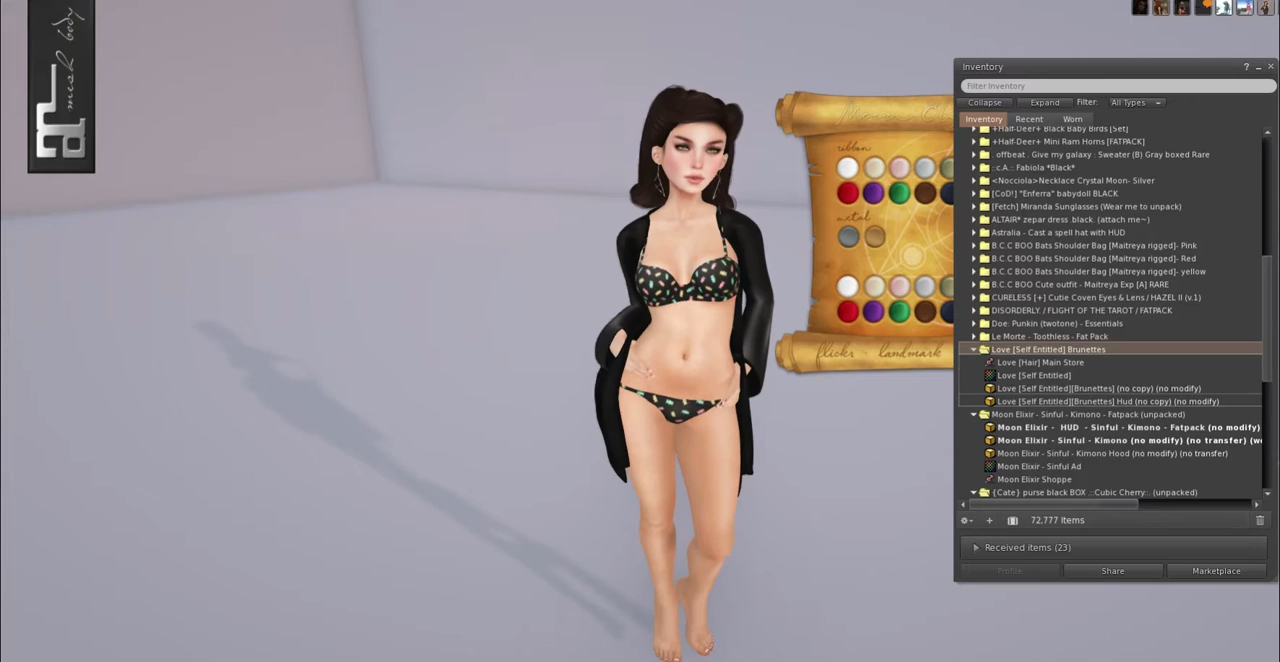 mesh body
Moon El
ribbon
metal
flickr • landmark
Inventory
? _ ×
Filter Inventory
Collapse Expand Filter: All Types
Inventory Recent Worn
+Half-Deer+ Black Baby Birds [Set]
+Half-Deer+ Mini Ram Horns [FATPACK]
. offbeat . Give my galaxy : Sweater (B) Gray boxed Rare
::c.A.:: Fabiola *Black*
<Nocciola>Necklace Crystal Moon- Silver
[CoD!] "Enferra" babydoll BLACK
[Fetch] Miranda Sunglasses (Wear me to unpack)
ALTAIR* zepar dress .black. (attach me~)
Astralia - Cast a spell hat with HUD
B.C.C BOO Bats Shoulder Bag [Maitreya rigged]- Pink
B.C.C BOO Bats Shoulder Bag [Maitreya rigged]- Red
B.C.C BOO Bats Shoulder Bag [Maitreya rigged]- yellow
B.C.C BOO Cute outfit - Maitreya Exp [A] RARE
CURELESS [+] Cutie Coven Eyes & Lens / HAZEL II (v.1)
DISORDERLY. / FLIGHT OF THE TAROT / FATPACK
Doe: Punkin (twotone) - Essentials
Le Morte - Toothless - Fat Pack
Love [Self Entitled] Brunettes
Love [Hair] Main Store
Love [Self Entitled]
Love [Self Entitled][Brunettes] (no copy) (no modify)
Love [Self Entitled][Brunettes] Hud (no copy) (no modify)
Moon Elixir - Sinful - Kimono - Fatpack (unpacked)
Moon Elixir - HUD - Sinful - Kimono - Fatpack (no modify)
Moon Elixir - Sinful - Kimono (no modify) (no transfer) (w
Moon Elixir - Sinful - Kimono Hood (no modify) (no transfer)
Moon Elixir - Sinful Ad
Moon Elixir Shoppe
{Cate} purse black BOX .::Cubic Cherry::. (unpacked)
72,777 Items
Received Items (23)
Profile Share Marketplace